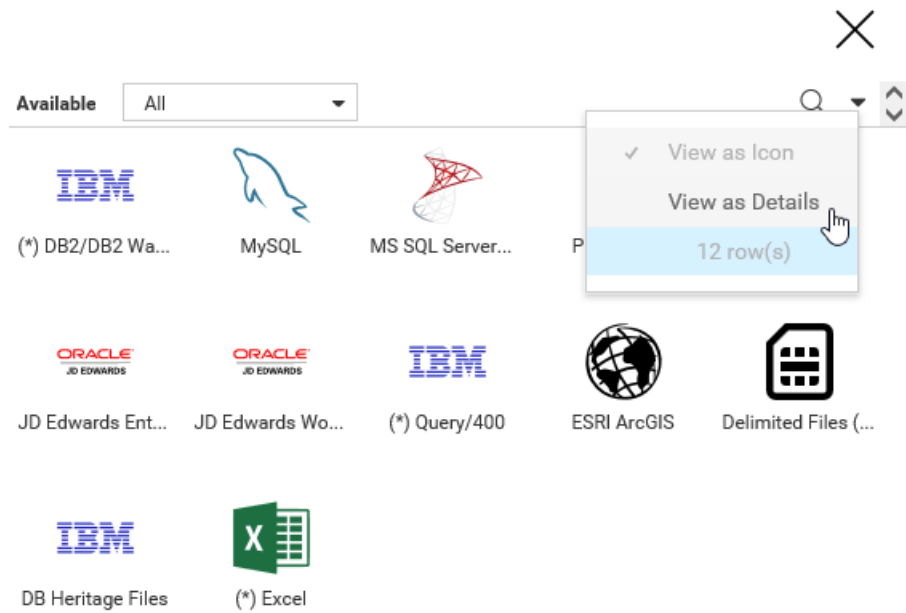 Available All
View as Icon
View as Details
12 row(s)
IBM
(*) DB2/DB2 Wa...
MySQL
MS SQL Server...
P
ORACLE
JD EDWARDS
JD Edwards Ent...
ORACLE
JD EDWARDS
JD Edwards Wo...
IBM
(*) Query/400
ESRI ArcGIS
Delimited Files (...
IBM
DB Heritage Files
X
(*) Excel